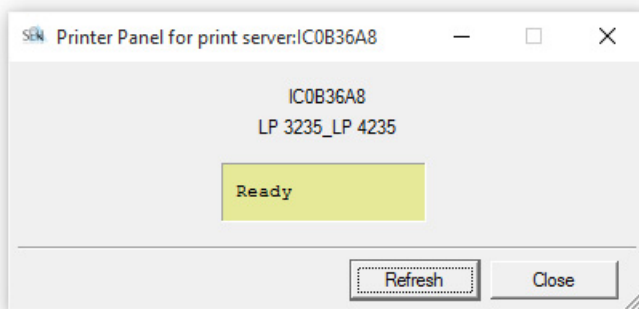 SEN Printer Panel for print server:IC0B36A8
IC0B36A8
LP 3235_LP 4235
Ready
Refresh Close